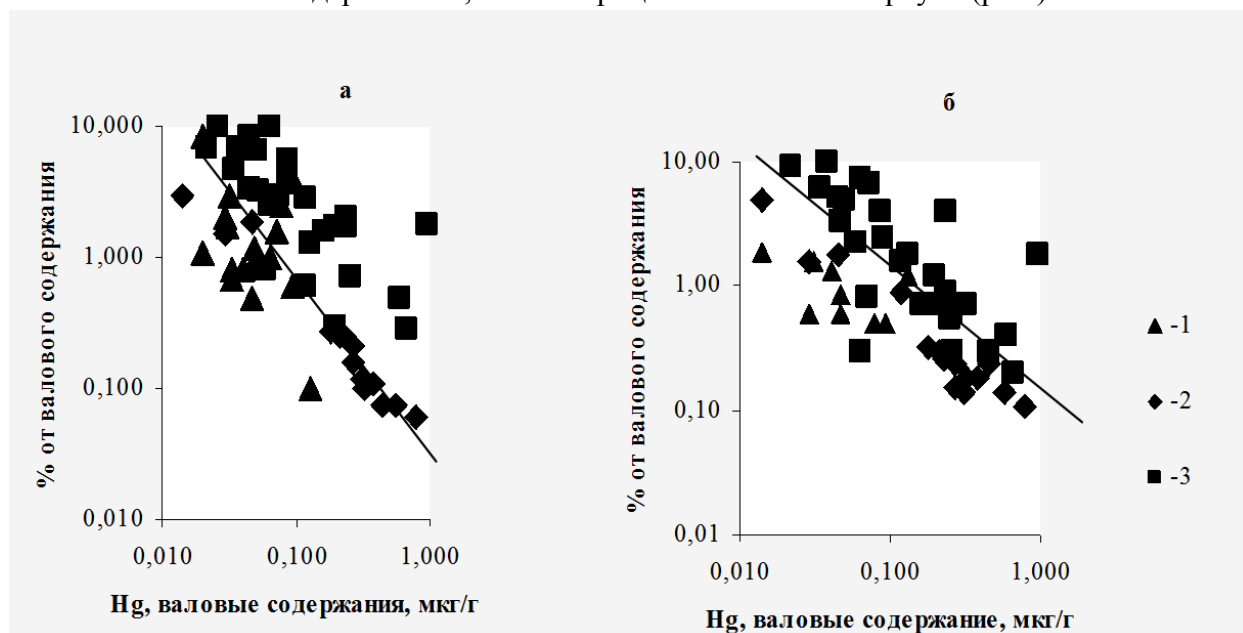 а
10,000
1,000
0,100
0,010
% от валового содержания
0,010 0,100 1,000
Hg, валовые содержания, мкг/г
б
10,00
1,00
0,10
0,01
% от валового содержания
0,010 0,100 1,000
Hg, валовые содержание, мкг/г
-1
-2
-3